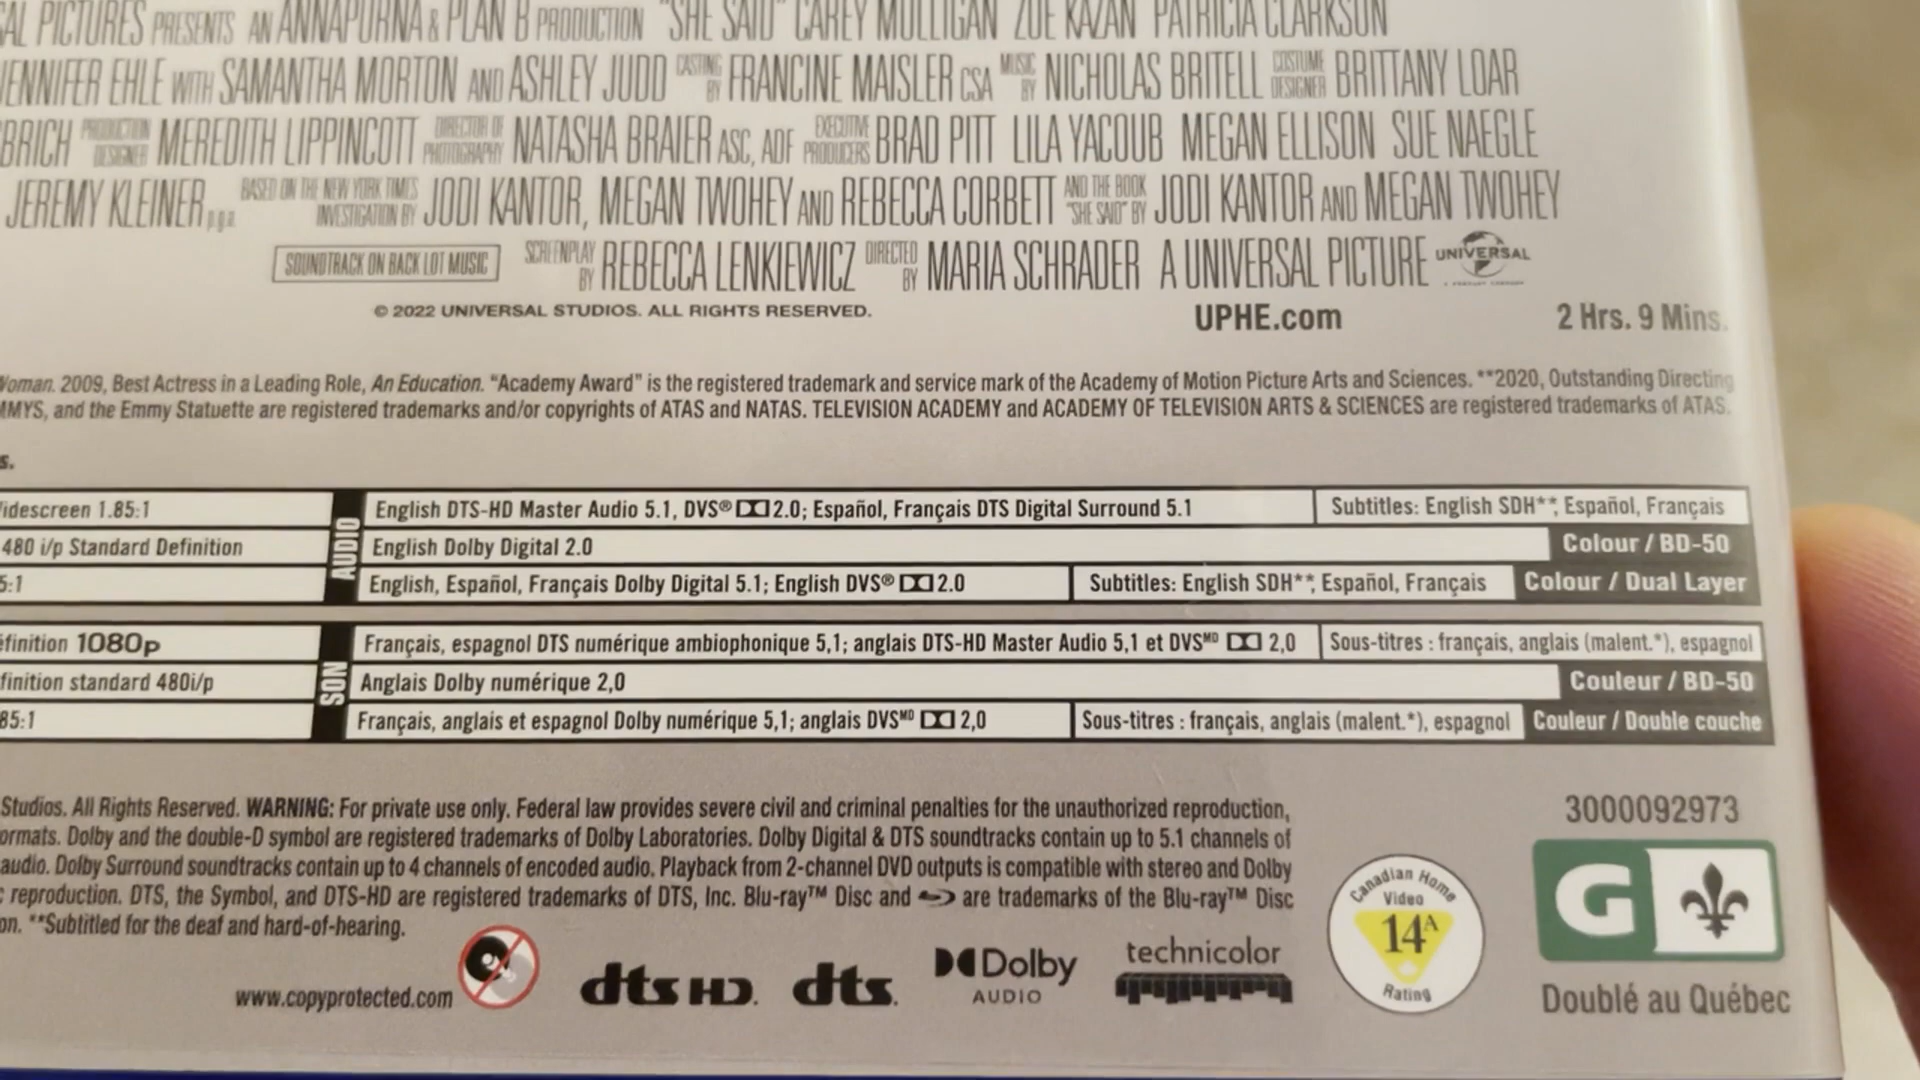 AL PICTURES PRESENTS AN ANNAPURNA & PLAN B PRODUCTION "SHE SAID" CAREY MULLIGAN ZOE KAZAN PATRICIA CLARKSON
JENNIFER EHLE WITH SAMANTHA MORTON AND ASHLEY JUDD CASTING BY FRANCINE MAISLER CSA MUSIC BY NICHOLAS BRITELL COSTUME DESIGNER BRITTANY LOAR
BRICH PRODUCTION DESIGNER MEREDITH LIPPINCOTT DIRECTOR OF PHOTOGRAPHY NATASHA BRAIER ASC, ADF EXECUTIVE PRODUCERS BRAD PITT LILA YACOUB MEGAN ELLISON SUE NAEGLE
JEREMY KLEINER, p.g.a. BASED ON THE NEW YORK TIMES INVESTIGATION BY JODI KANTOR, MEGAN TWOHEY AND REBECCA CORBETT AND THE BOOK "SHE SAID" BY JODI KANTOR AND MEGAN TWOHEY
SOUNDTRACK ON BACK LOT MUSIC SCREENPLAY BY REBECCA LENKIEWICZ DIRECTED BY MARIA SCHRADER A UNIVERSAL PICTURE UNIVERSAL
© 2022 UNIVERSAL STUDIOS. ALL RIGHTS RESERVED. UPHE.com 2 Hrs. 9 Mins.
Woman. 2009, Best Actress in a Leading Role, An Education. "Academy Award" is the registered trademark and service mark of the Academy of Motion Picture Arts and Sciences. **2020, Outstanding Directing
MMYS, and the Emmy Statuette are registered trademarks and/or copyrights of ATAS and NATAS. TELEVISION ACADEMY and ACADEMY OF TELEVISION ARTS & SCIENCES are registered trademarks of ATAS.
s.
idescreen 1.85:1 English DTS-HD Master Audio 5.1, DVS® 2.0; Español, Français DTS Digital Surround 5.1 Subtitles: English SDH**, Español, Français
480 i/p Standard Definition AUDIO English Dolby Digital 2.0 Colour / BD-50
5:1 English, Español, Français Dolby Digital 5.1; English DVS® 2.0 Subtitles: English SDH**, Español, Français Colour / Dual Layer
éfinition 1080p Français, espagnol DTS numérique ambiophonique 5,1; anglais DTS-HD Master Audio 5,1 et DVSᴹᴰ 2,0 Sous-titres : français, anglais (malent.*), espagnol
finition standard 480i/p SON Anglais Dolby numérique 2,0 Couleur / BD-50
85:1 Français, anglais et espagnol Dolby numérique 5,1; anglais DVSᴹᴰ 2,0 Sous-titres : français, anglais (malent.*), espagnol Couleur / Double couche
Studios. All Rights Reserved. WARNING: For private use only. Federal law provides severe civil and criminal penalties for the unauthorized reproduction,
ormats. Dolby and the double-D symbol are registered trademarks of Dolby Laboratories. Dolby Digital & DTS soundtracks contain up to 5.1 channels of
audio. Dolby Surround soundtracks contain up to 4 channels of encoded audio. Playback from 2-channel DVD outputs is compatible with stereo and Dolby
c reproduction. DTS, the Symbol, and DTS-HD are registered trademarks of DTS, Inc. Blu-ray™ Disc and are trademarks of the Blu-ray™ Disc
on. **Subtitled for the deaf and hard-of-hearing.
www.copyprotected.com
dts HD.
dts.
Dolby
AUDIO
technicolor
Canadian Home
Video
14A
Rating
3000092973
G
Doublé au Québec